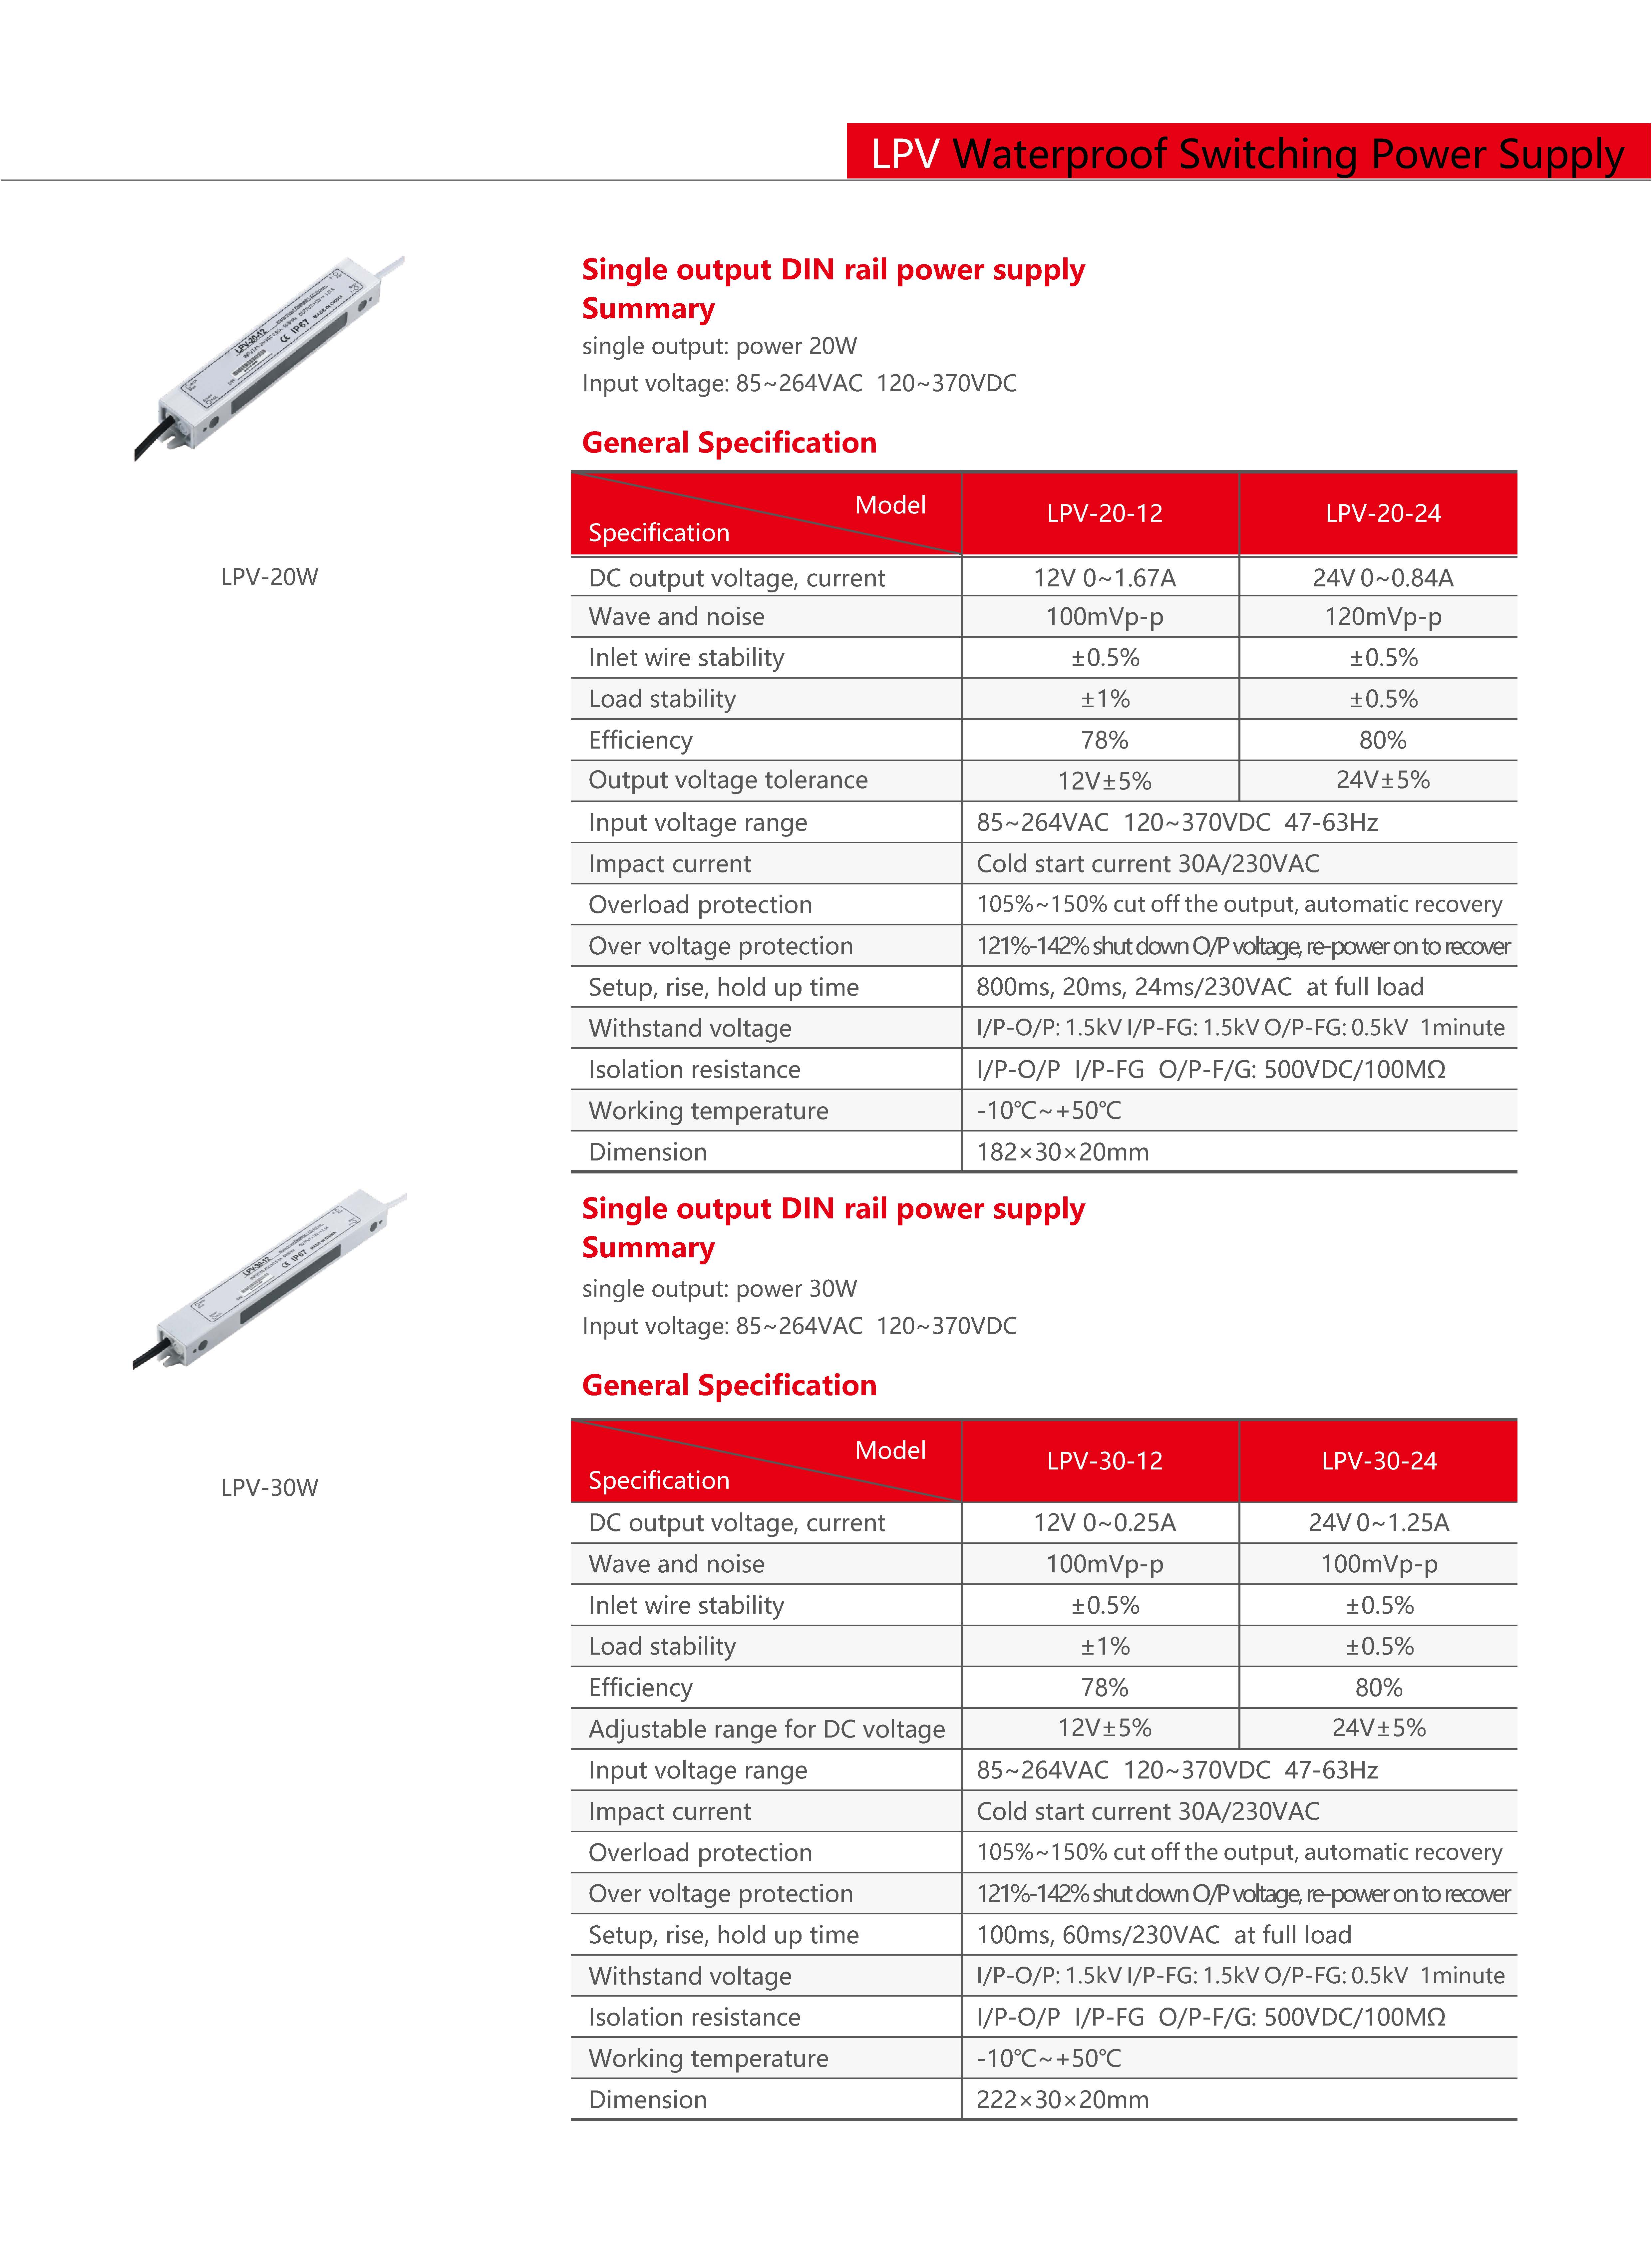 LPV Waterproof Switching Power Supply
Single output DIN rail power supply
Summary
single output: power 20W
Input voltage: 85~264VAC 120~370VDC
General Specification
LPV-20-12
CE IP67
LPV-20W
Model
Specification
LPV-20-12 LPV-20-24
DC output voltage, current 12V 0~1.67A 24V 0~0.84A
Wave and noise 100mVp-p 120mVp-p
Inlet wire stability ±0.5% ±0.5%
Load stability ±1% ±0.5%
Efficiency 78% 80%
Output voltage tolerance 12V±5% 24V±5%
Input voltage range 85~264VAC 120~370VDC 47-63Hz
Impact current Cold start current 30A/230VAC
Overload protection 105%~150% cut off the output, automatic recovery
Over voltage protection 121%-142% shut down O/P voltage, re-power on to recover
Setup, rise, hold up time 800ms, 20ms, 24ms/230VAC at full load
Withstand voltage I/P-O/P: 1.5kV I/P-FG: 1.5kV O/P-FG: 0.5kV 1minute
Isolation resistance I/P-O/P I/P-FG O/P-F/G: 500VDC/100MΩ
Working temperature -10℃~+50℃
Dimension 182×30×20mm
Single output DIN rail power supply
Summary
single output: power 30W
Input voltage: 85~264VAC 120~370VDC
General Specification
LPV-30-12
CE IP67
LPV-30W
Model
Specification
LPV-30-12 LPV-30-24
DC output voltage, current 12V 0~0.25A 24V 0~1.25A
Wave and noise 100mVp-p 100mVp-p
Inlet wire stability ±0.5% ±0.5%
Load stability ±1% ±0.5%
Efficiency 78% 80%
Adjustable range for DC voltage 12V±5% 24V±5%
Input voltage range 85~264VAC 120~370VDC 47-63Hz
Impact current Cold start current 30A/230VAC
Overload protection 105%~150% cut off the output, automatic recovery
Over voltage protection 121%-142% shut down O/P voltage, re-power on to recover
Setup, rise, hold up time 100ms, 60ms/230VAC at full load
Withstand voltage I/P-O/P: 1.5kV I/P-FG: 1.5kV O/P-FG: 0.5kV 1minute
Isolation resistance I/P-O/P I/P-FG O/P-F/G: 500VDC/100MΩ
Working temperature -10℃~+50℃
Dimension 222×30×20mm